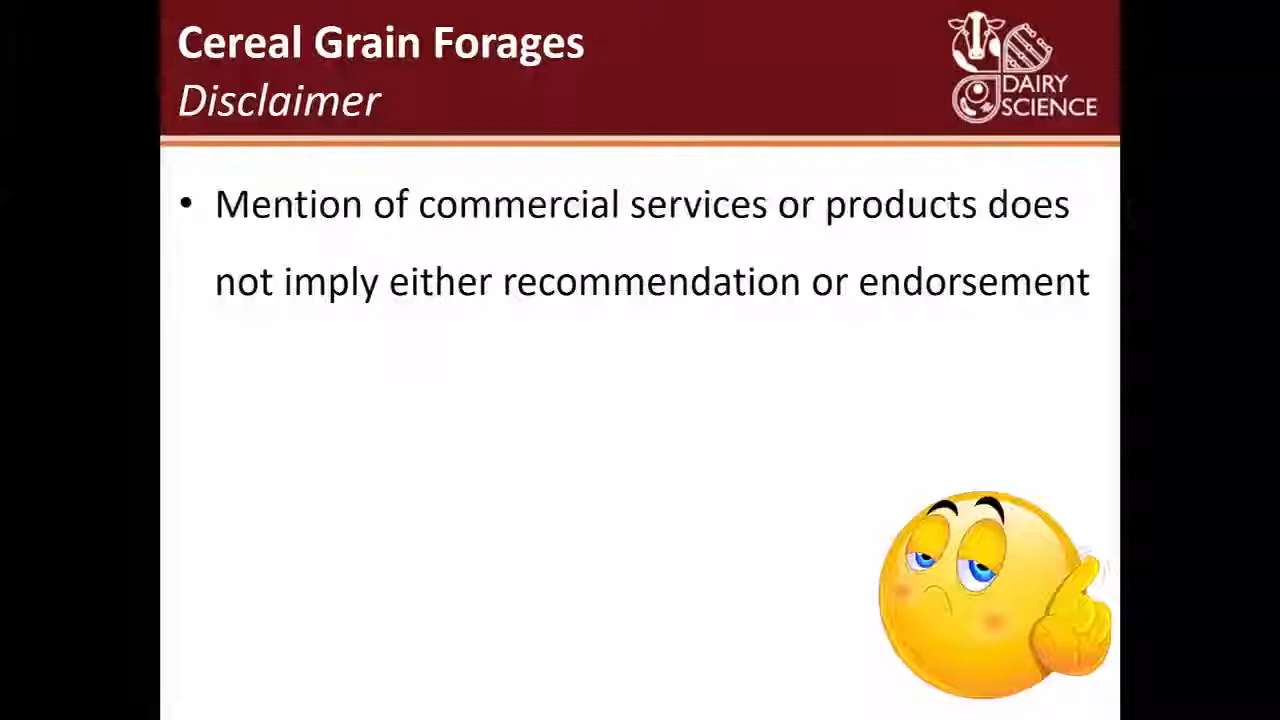 Cereal Grain Forages
Disclaimer
DAIRY
SCIENCE
• Mention of commercial services or products does
not imply either recommendation or endorsement